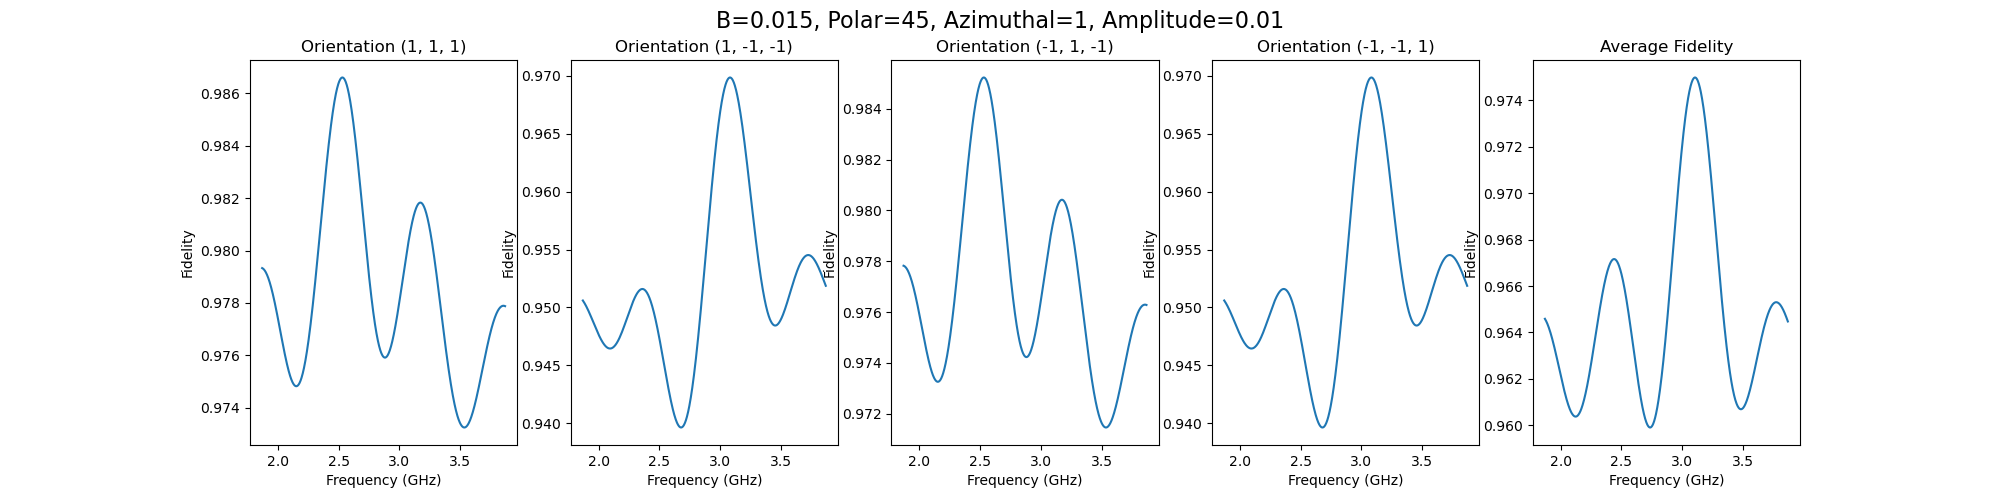 B=0.015, Polar=45, Azimuthal=1, Amplitude=0.01
Orientation (1, 1, 1)
Fidelity
0.986
0.984
0.982
0.980
0.978
0.976
0.974
2.0 2.5 3.0 3.5
Frequency (GHz)
Orientation (1, -1, -1)
Fidelity
0.970
0.965
0.960
0.955
0.950
0.945
0.940
2.0 2.5 3.0 3.5
Frequency (GHz)
Orientation (-1, 1, -1)
Fidelity
0.984
0.982
0.980
0.978
0.976
0.974
0.972
2.0 2.5 3.0 3.5
Frequency (GHz)
Orientation (-1, -1, 1)
Fidelity
0.970
0.965
0.960
0.955
0.950
0.945
0.940
2.0 2.5 3.0 3.5
Frequency (GHz)
Average Fidelity
Fidelity
0.974
0.972
0.970
0.968
0.966
0.964
0.962
0.960
2.0 2.5 3.0 3.5
Frequency (GHz)